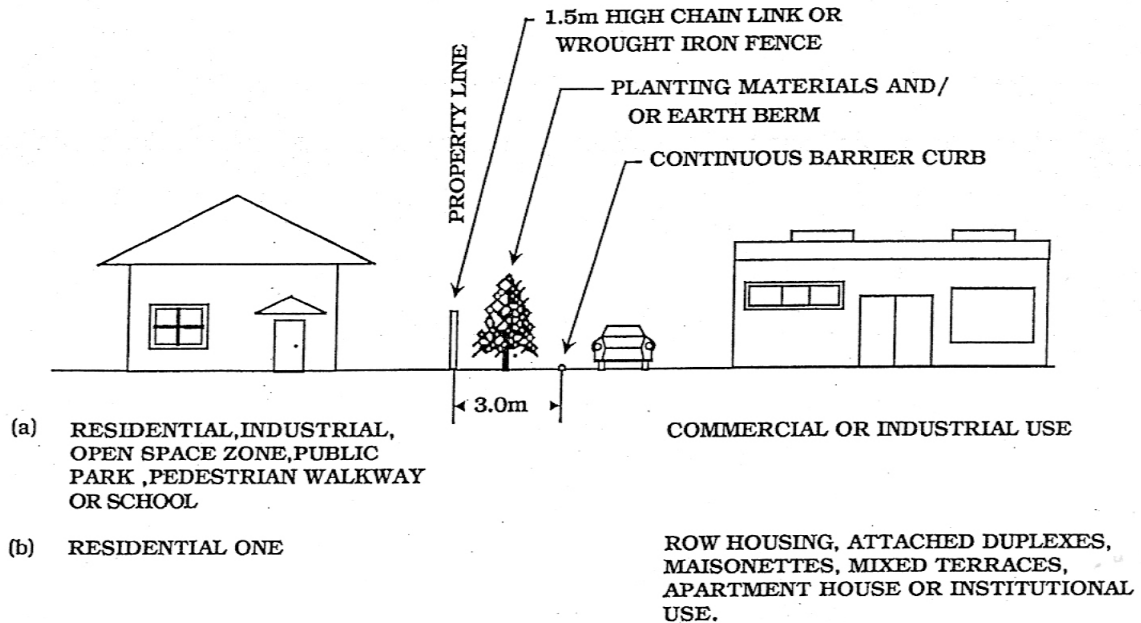 1.5m HIGH CHAIN LINK OR
WROUGHT IRON FENCE
PROPERTY LINE
PLANTING MATERIALS AND/
OR EARTH BERM
CONTINUOUS BARRIER CURB
3.0m
(a) RESIDENTIAL,INDUSTRIAL,
OPEN SPACE ZONE,PUBLIC
PARK ,PEDESTRIAN WALKWAY
OR SCHOOL
COMMERCIAL OR INDUSTRIAL USE
(b) RESIDENTIAL ONE
ROW HOUSING, ATTACHED DUPLEXES,
MAISONETTES, MIXED TERRACES,
APARTMENT HOUSE OR INSTITUTIONAL
USE.